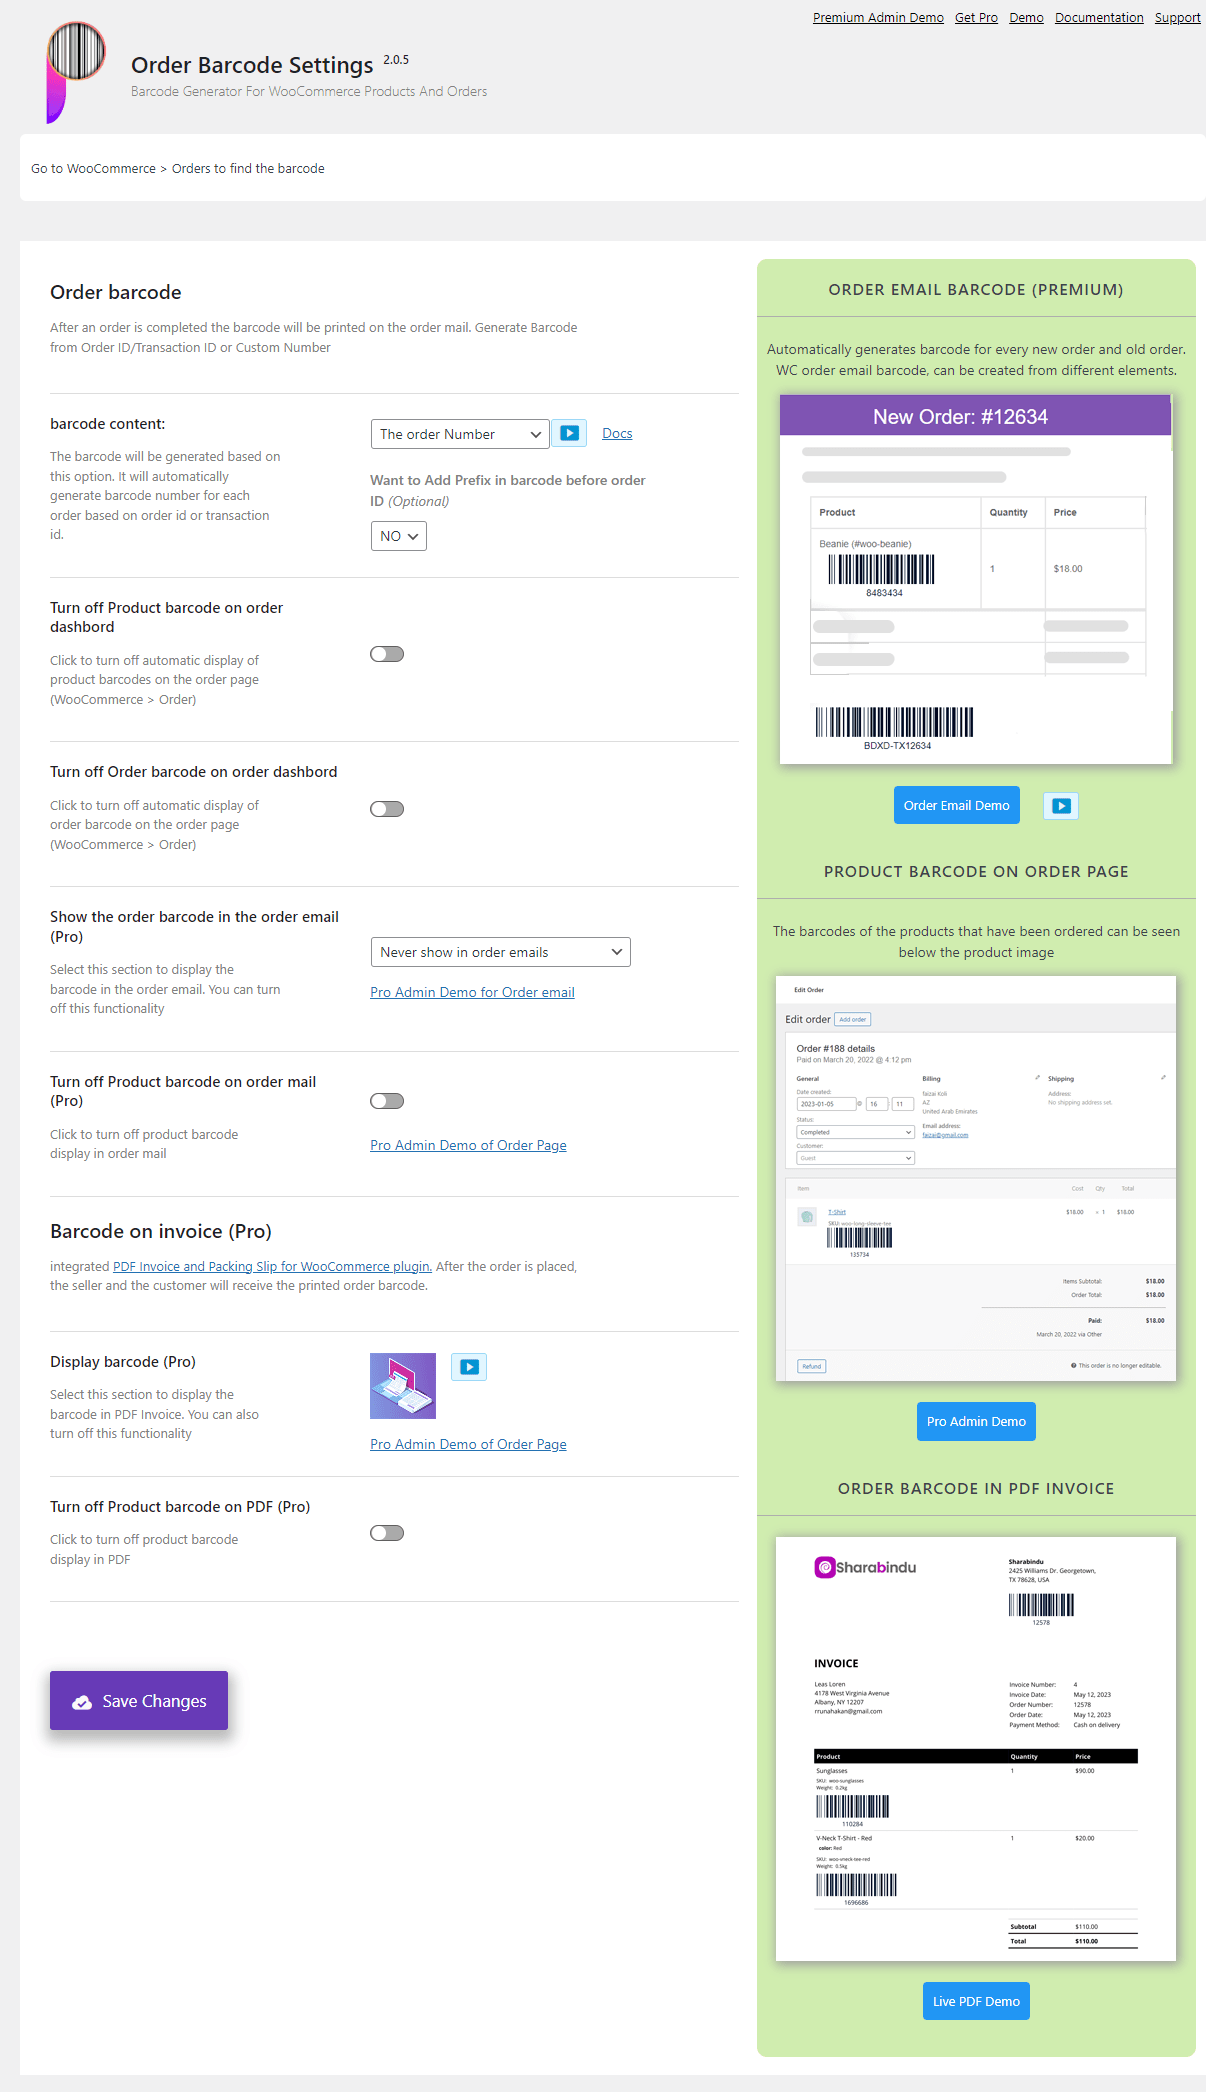 Premium Admin Demo Get Pro Demo Documentation Support
Order Barcode Settings 2.0.5
Barcode Generator For WooCommerce Products And Orders
Go to WooCommerce > Orders to find the barcode
Order barcode
After an order is completed the barcode will be printed on the order mail. Generate Barcode
from Order ID/Transaction ID or Custom Number
barcode content:
The barcode will be generated based on
this option. It will automatically
generate barcode number for each
order based on order id or transaction
id.
The order Number
Docs
Want to Add Prefix in barcode before order
ID (Optional)
NO
Turn off Product barcode on order
dashbord
Click to turn off automatic display of
product barcodes on the order page
(WooCommerce > Order)
Turn off Order barcode on order dashbord
Click to turn off automatic display of
order barcode on the order page
(WooCommerce > Order)
Show the order barcode in the order email
(Pro)
Select this section to display the
barcode in the order email. You can turn
off this functionality
Never show in order emails
Pro Admin Demo for Order email
Turn off Product barcode on order mail
(Pro)
Click to turn off product barcode
display in order mail
Pro Admin Demo of Order Page
Barcode on invoice (Pro)
integrated PDF Invoice and Packing Slip for WooCommerce plugin. After the order is placed,
the seller and the customer will receive the printed order barcode.
Display barcode (Pro)
Select this section to display the
barcode in PDF Invoice. You can also
turn off this functionality
Pro Admin Demo of Order Page
Turn off Product barcode on PDF (Pro)
Click to turn off product barcode
display in PDF
Save Changes
ORDER EMAIL BARCODE (PREMIUM)
Automatically generates barcode for every new order and old order.
WC order email barcode, can be created from different elements.
New Order: #12634
Product Quantity Price
Beanie (#woo-beanie)
8483434
1 $18.00
BDXD-TX12634
Order Email Demo
PRODUCT BARCODE ON ORDER PAGE
The barcodes of the products that have been ordered can be seen
below the product image
Edit Order
Edit order Add order
Order #188 details
Paid on March 20, 2022 @ 4:12 pm
General
Date created:
2023-01-05 @ 16 11
Status:
Completed
Customer:
Guest
Billing
faizal Koli
AZ
United Arab Emirates
Email address:
faizal@gmail.com
Shipping
Address:
No shipping address set.
Item Cost Qty Total
T-Shirt $18.00 × 1 $18.00
SKU: woo-long-sleeve-tee
135734
Items Subtotal: $18.00
Order Total: $18.00
Paid: $18.00
March 20, 2022 via Other
Refund This order is no longer editable.
Pro Admin Demo
ORDER BARCODE IN PDF INVOICE
Sharabindu
Sharabindu
2425 Williams Dr. Georgetown,
TX 78628, USA
12578
INVOICE
Leas Loren
4178 West Virginia Avenue
Albany, NY 12207
rrunahakan@gmail.com
Invoice Number: 4
Invoice Date: May 12, 2023
Order Number: 12578
Order Date: May 12, 2023
Payment Method: Cash on delivery
Product Quantity Price
Sunglasses 1 $90.00
SKU: woo-sunglasses
Weight: 0.2kg
110284
V-Neck T-Shirt - Red 1 $20.00
color: Red
SKU: woo-vneck-tee-red
Weight: 0.5kg
1696686
Subtotal $110.00
Total $110.00
Live PDF Demo